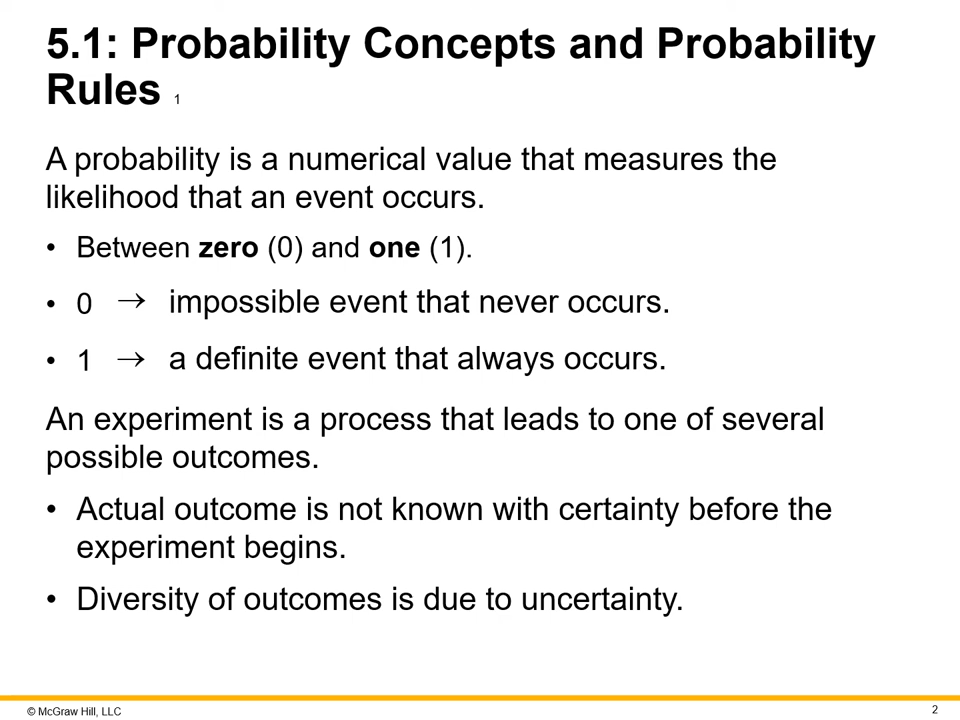 5.1: Probability Concepts and Probability
Rules 1
A probability is a numerical value that measures the
likelihood that an event occurs.
• Between zero (0) and one (1).
• 0 → impossible event that never occurs.
• 1 → a definite event that always occurs.
An experiment is a process that leads to one of several
possible outcomes.
• Actual outcome is not known with certainty before the
experiment begins.
• Diversity of outcomes is due to uncertainty.
© McGraw Hill, LLC
2